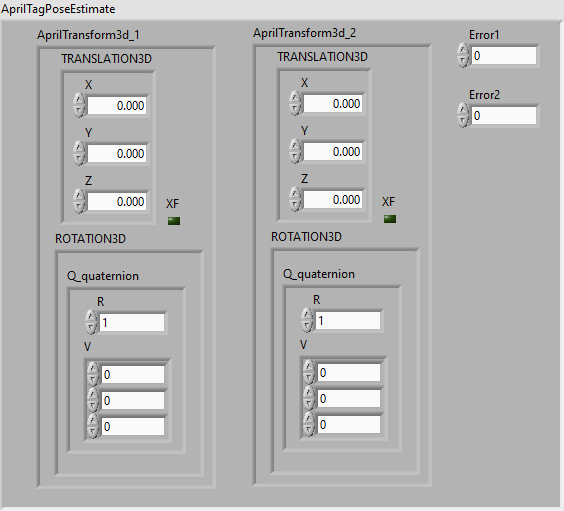 AprilTagPoseEstimate
AprilTransform3d_1
TRANSLATION3D
X
0.000
Y
0.000
Z
0.000
XF
ROTATION3D
Q_quaternion
R
1
V
0
0
0
AprilTransform3d_2
TRANSLATION3D
X
0.000
Y
0.000
Z
0.000
XF
ROTATION3D
Q_quaternion
R
1
V
0
0
0
Error1
0
Error2
0